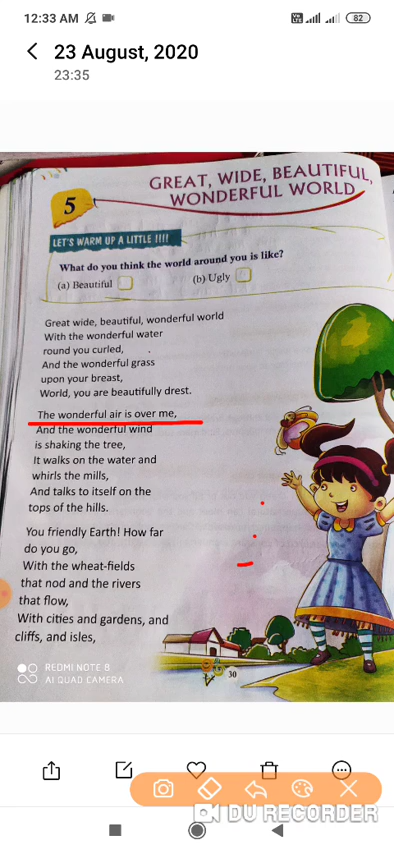 12:33 AM
82
23 August, 2020
23:35
GREAT, WIDE, BEAUTIFUL,
WONDERFUL WORLD
5
LET'S WARM UP A LITTLE !!!!
What do you think the world around you is like?
(a) Beautiful
(b) Ugly
Great wide, beautiful, wonderful world
With the wonderful water
round you curled,
And the wonderful grass
upon your breast,
World, you are beautifully drest.
The wonderful air is over me,
And the wonderful wind
is shaking the tree,
It walks on the water and
whirls the mills,
And talks to itself on the
tops of the hills.
You friendly Earth! How far
do you go,
With the wheat-fields
that nod and the rivers
that flow,
With cities and gardens, and
cliffs, and isles,
REDMI NOTE 8
AI QUAD CAMERA
30
DU RECORDER